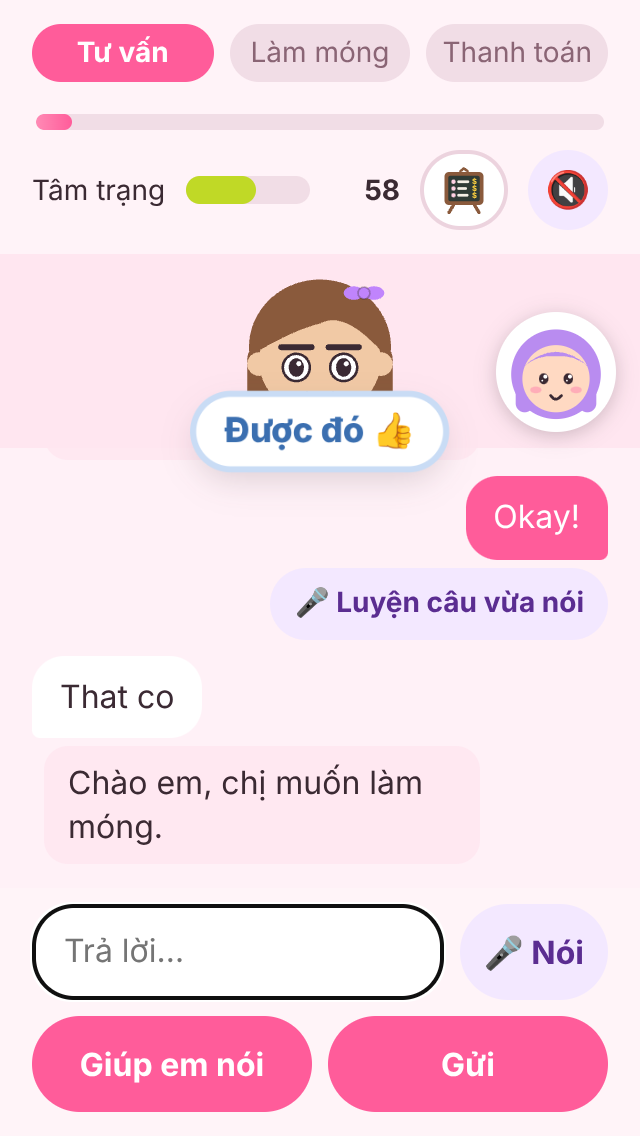 Tư vấn
Làm móng
Thanh toán
Tâm trạng
58
Được đó 👍
Okay!
🎤 Luyện câu vừa nói
That co
Chào em, chị muốn làm
móng.
Trả lời...
🎤 Nói
Giúp em nói
Gửi